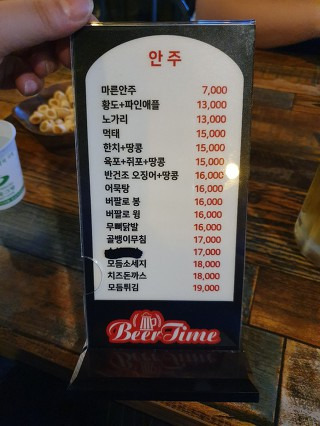 안주
마른안주 7,000
황도+파인애플 13,000
노가리 13,000
먹태 15,000
한치+땅콩 15,000
육포+쥐포+땅콩 15,000
반건조 오징어+땅콩 16,000
어묵탕 16,000
버팔로 봉 16,000
버팔로 윙 16,000
무뼈닭발 16,000
골뱅이무침 17,000
17,000
모듬소세지 18,000
치즈돈까스 18,000
모듬튀김 19,000
Beer Time